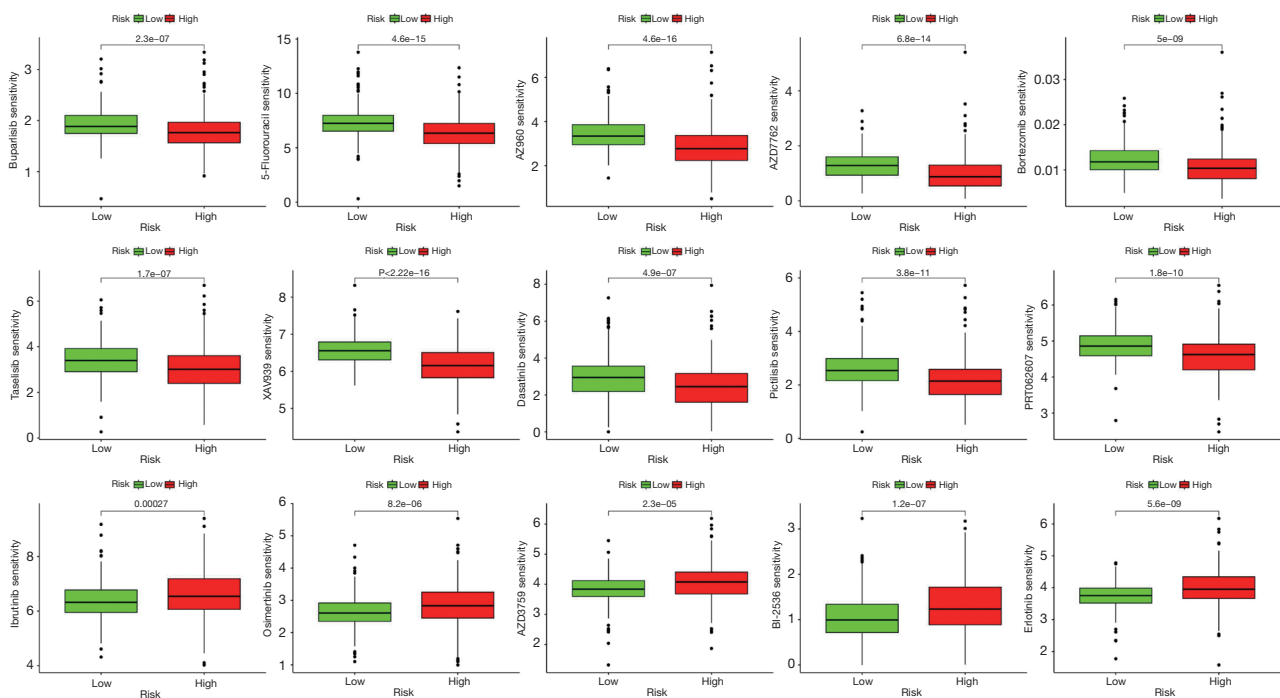 Risk Low High
2.3e−07
Buparlisib sensitivity
3
2
1
Low High
Risk
Risk Low High
4.6e−15
5-Fluorouracil sensitivity
15
10
5
0
Low High
Risk
Risk Low High
4.6e−16
AZ960 sensitivity
6
4
2
Low High
Risk
Risk Low High
6.8e−14
AZD7762 sensitivity
4
2
0
Low High
Risk
Risk Low High
5e−09
Bortezomib sensitivity
0.03
0.02
0.01
Low High
Risk
Risk Low High
1.7e−07
Taselisib sensitivity
6
4
2
0
Low High
Risk
Risk Low High
P<2.22e−16
XAV939 sensitivity
8
7
6
5
Low High
Risk
Risk Low High
4.9e−07
Dasatinib sensitivity
8
6
4
2
0
Low High
Risk
Risk Low High
3.8e−11
Pictilisib sensitivity
6
4
2
0
Low High
Risk
Risk Low High
1.8e−10
PRT062607 sensitivity
6
5
4
3
Low High
Risk
Risk Low High
0.00027
Ibrutinib sensitivity
8
6
4
Low High
Risk
Risk Low High
8.2e−06
Osimertinib sensitivity
6
5
4
3
2
1
Low High
Risk
Risk Low High
2.3e−05
AZD3759 sensitivity
6
5
4
3
2
Low High
Risk
Risk Low High
1.2e−07
BI-2536 sensitivity
3
2
1
0
Low High
Risk
Risk Low High
5.6e−09
Erlotinib sensitivity
6
5
4
3
2
Low High
Risk